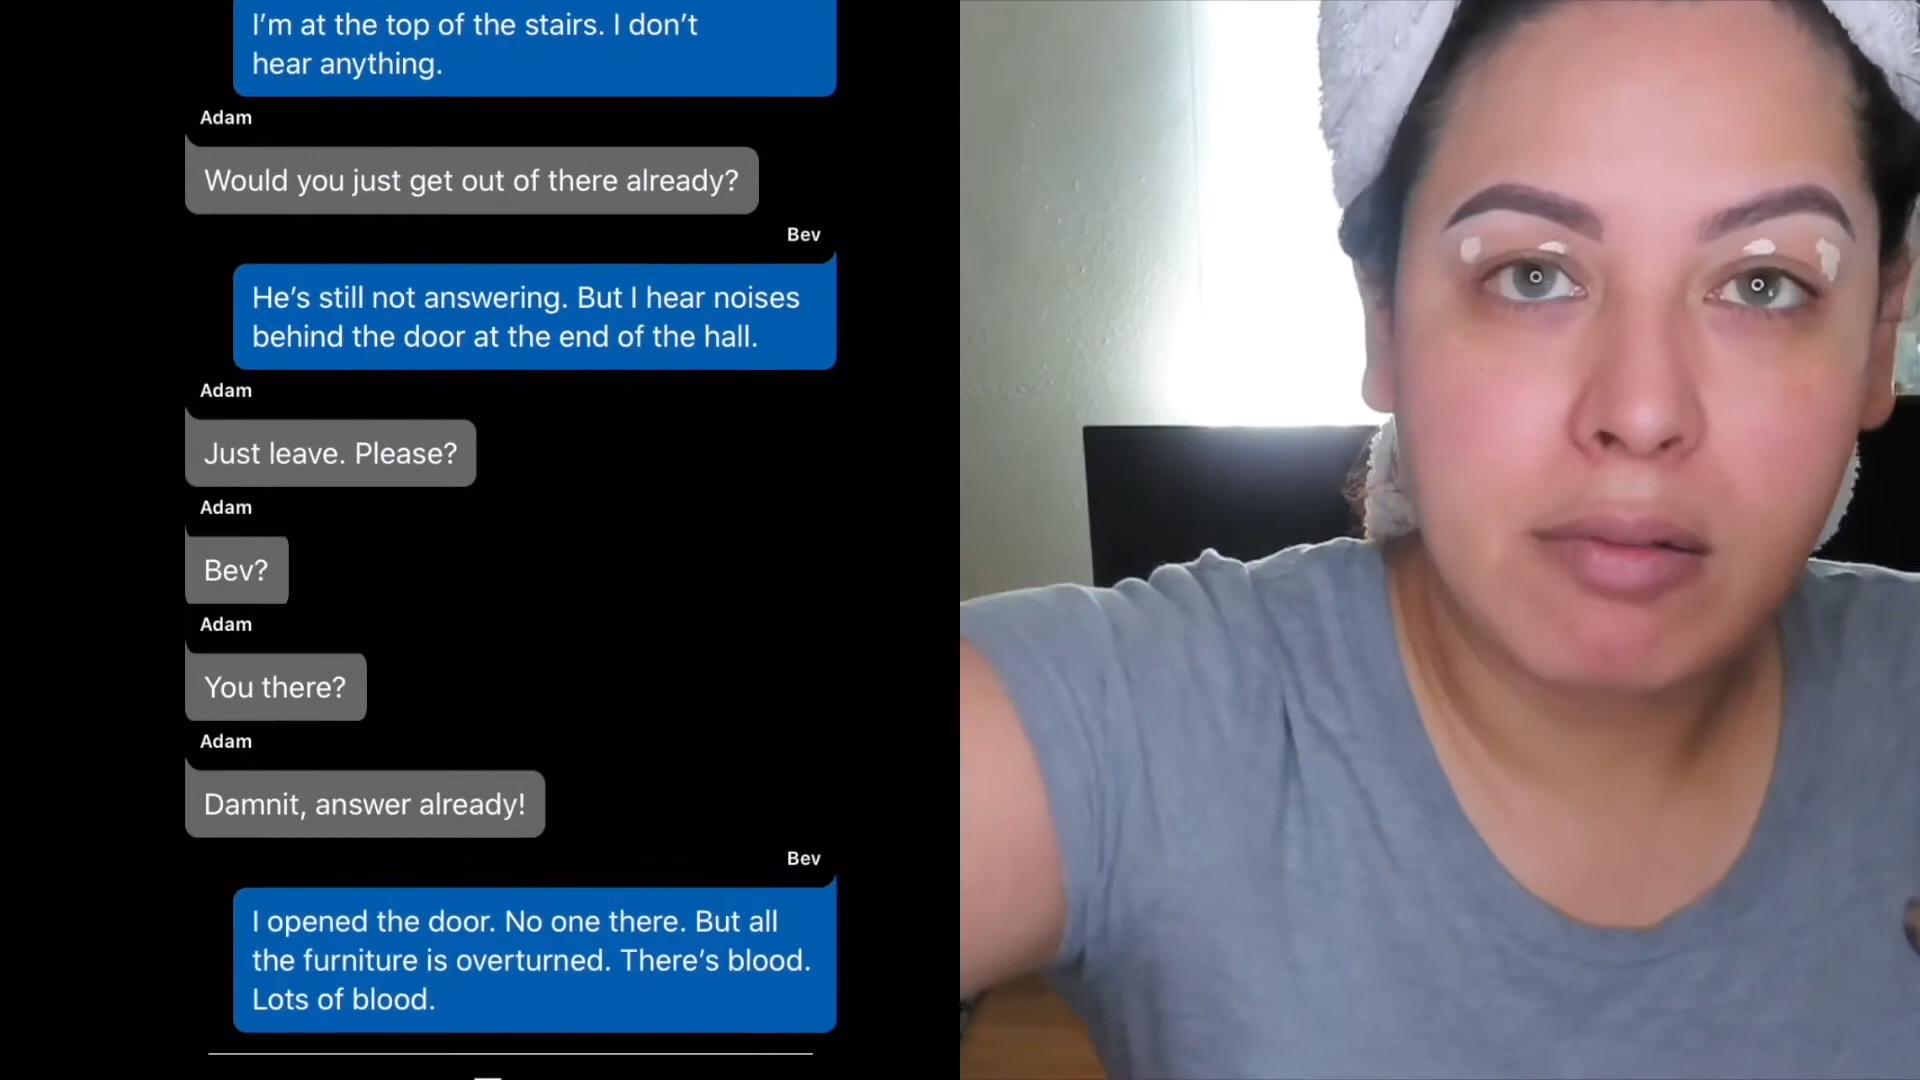 I’m at the top of the stairs. I don’t
hear anything.
Adam
Would you just get out of there already?
Bev
He’s still not answering. But I hear noises
behind the door at the end of the hall.
Adam
Just leave. Please?
Adam
Bev?
Adam
You there?
Adam
Damnit, answer already!
Bev
I opened the door. No one there. But all
the furniture is overturned. There’s blood.
Lots of blood.